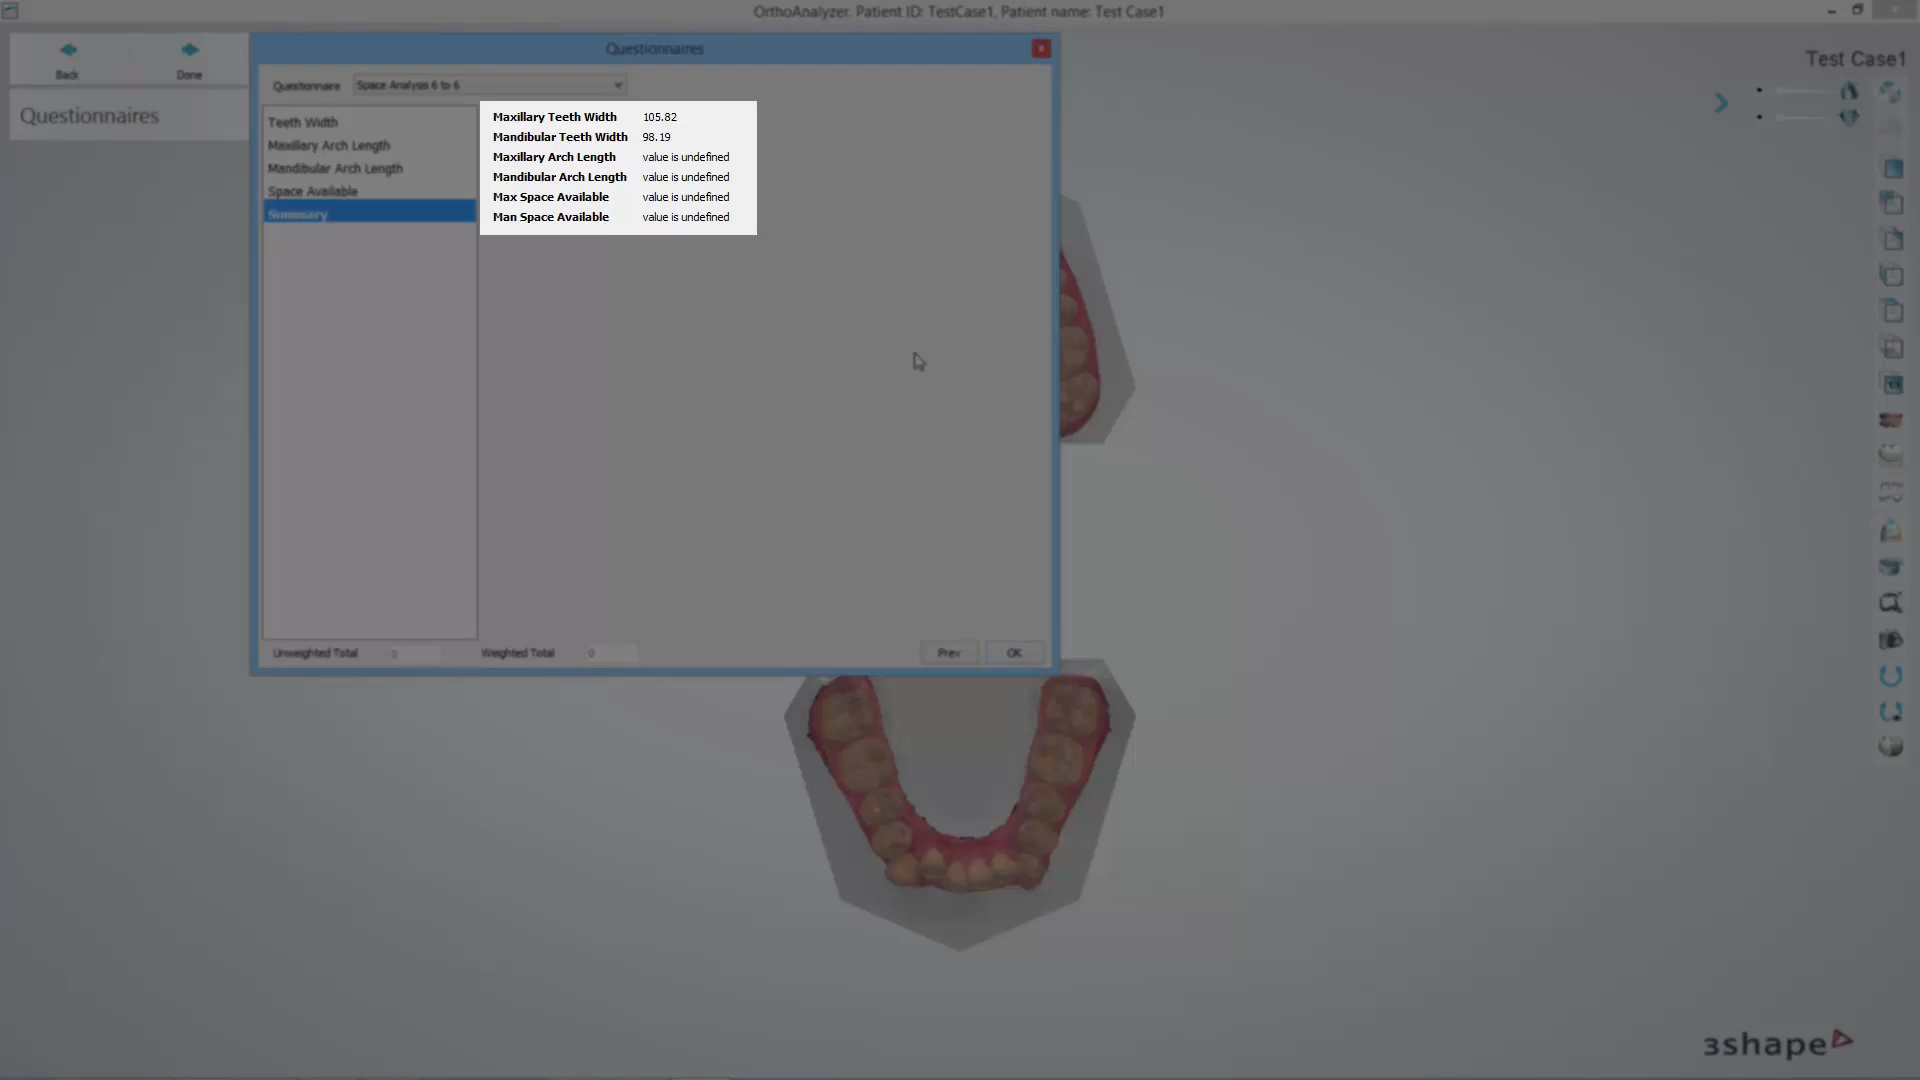 OrthoAnalyzer. Patient ID: TestCase1, Patient name: Test Case1
Back
Done
Questionnaires
Questionnaires
Test Case1
Questionnaire
Space Analysis 6 to 6
Teeth Width
Maxillary Arch Length
Mandibular Arch Length
Space Available
Summary
Maxillary Teeth Width 105.82
Mandibular Teeth Width 98.19
Maxillary Arch Length value is undefined
Mandibular Arch Length value is undefined
Max Space Available value is undefined
Man Space Available value is undefined
Unweighted Total 0
Weighted Total 0
Prev
OK
3shape